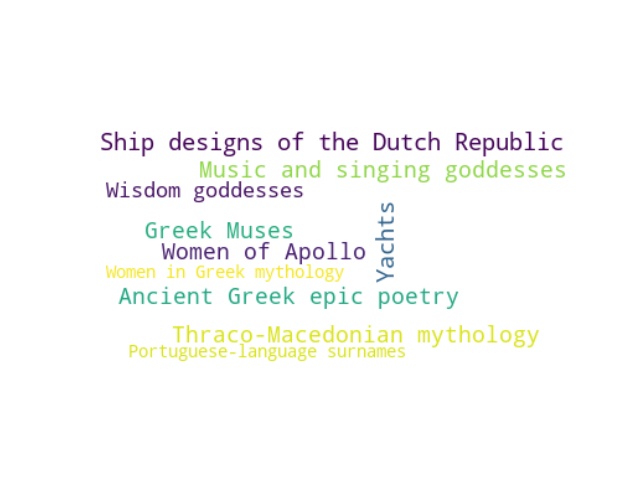 Ship designs of the Dutch Republic
Music and singing goddesses
Wisdom goddesses
Yachts
Greek Muses
Women of Apollo
Women in Greek mythology
Ancient Greek epic poetry
Thraco-Macedonian mythology
Portuguese-language surnames